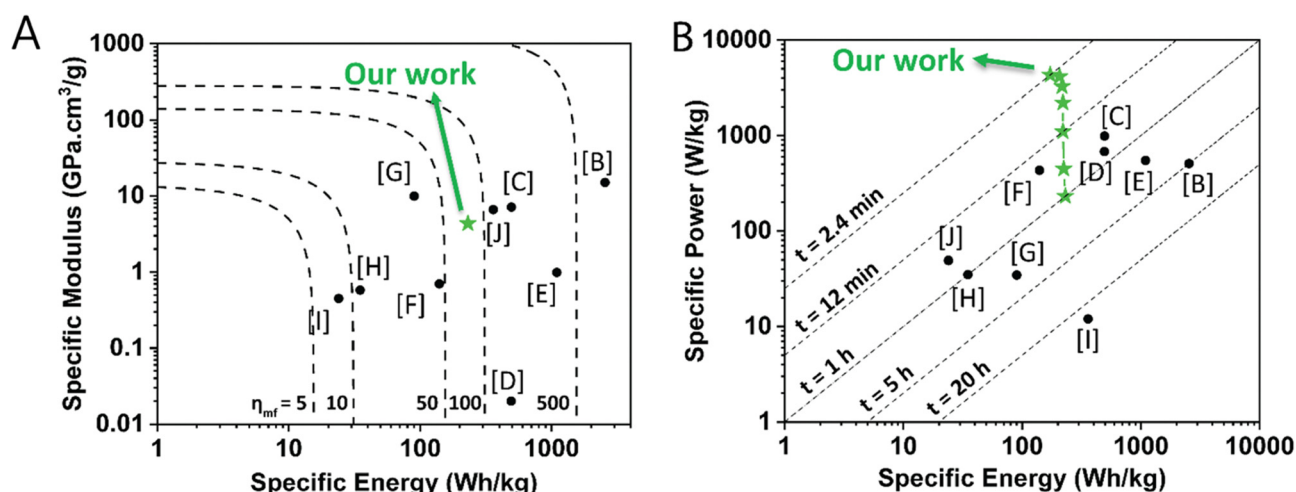 A
Specific Modulus (GPa.cm³/g)
1000
100
10
1
0.1
0.01
Our work
[B]
[G]
[C]
[J]
[H]
[I]
[F]
[E]
[D]
ηmf = 5 10 50 100 500
1 10 100 1000
Specific Energy (Wh/kg)
B
Specific Power (W/kg)
10000
1000
100
10
1
Our work
[C]
[D]
[E]
[B]
[F]
[J]
[G]
[H]
[I]
t = 2.4 min
t = 12 min
t = 1 h
t = 5 h
t = 20 h
1 10 100 1000 10000
Specific Energy (Wh/kg)